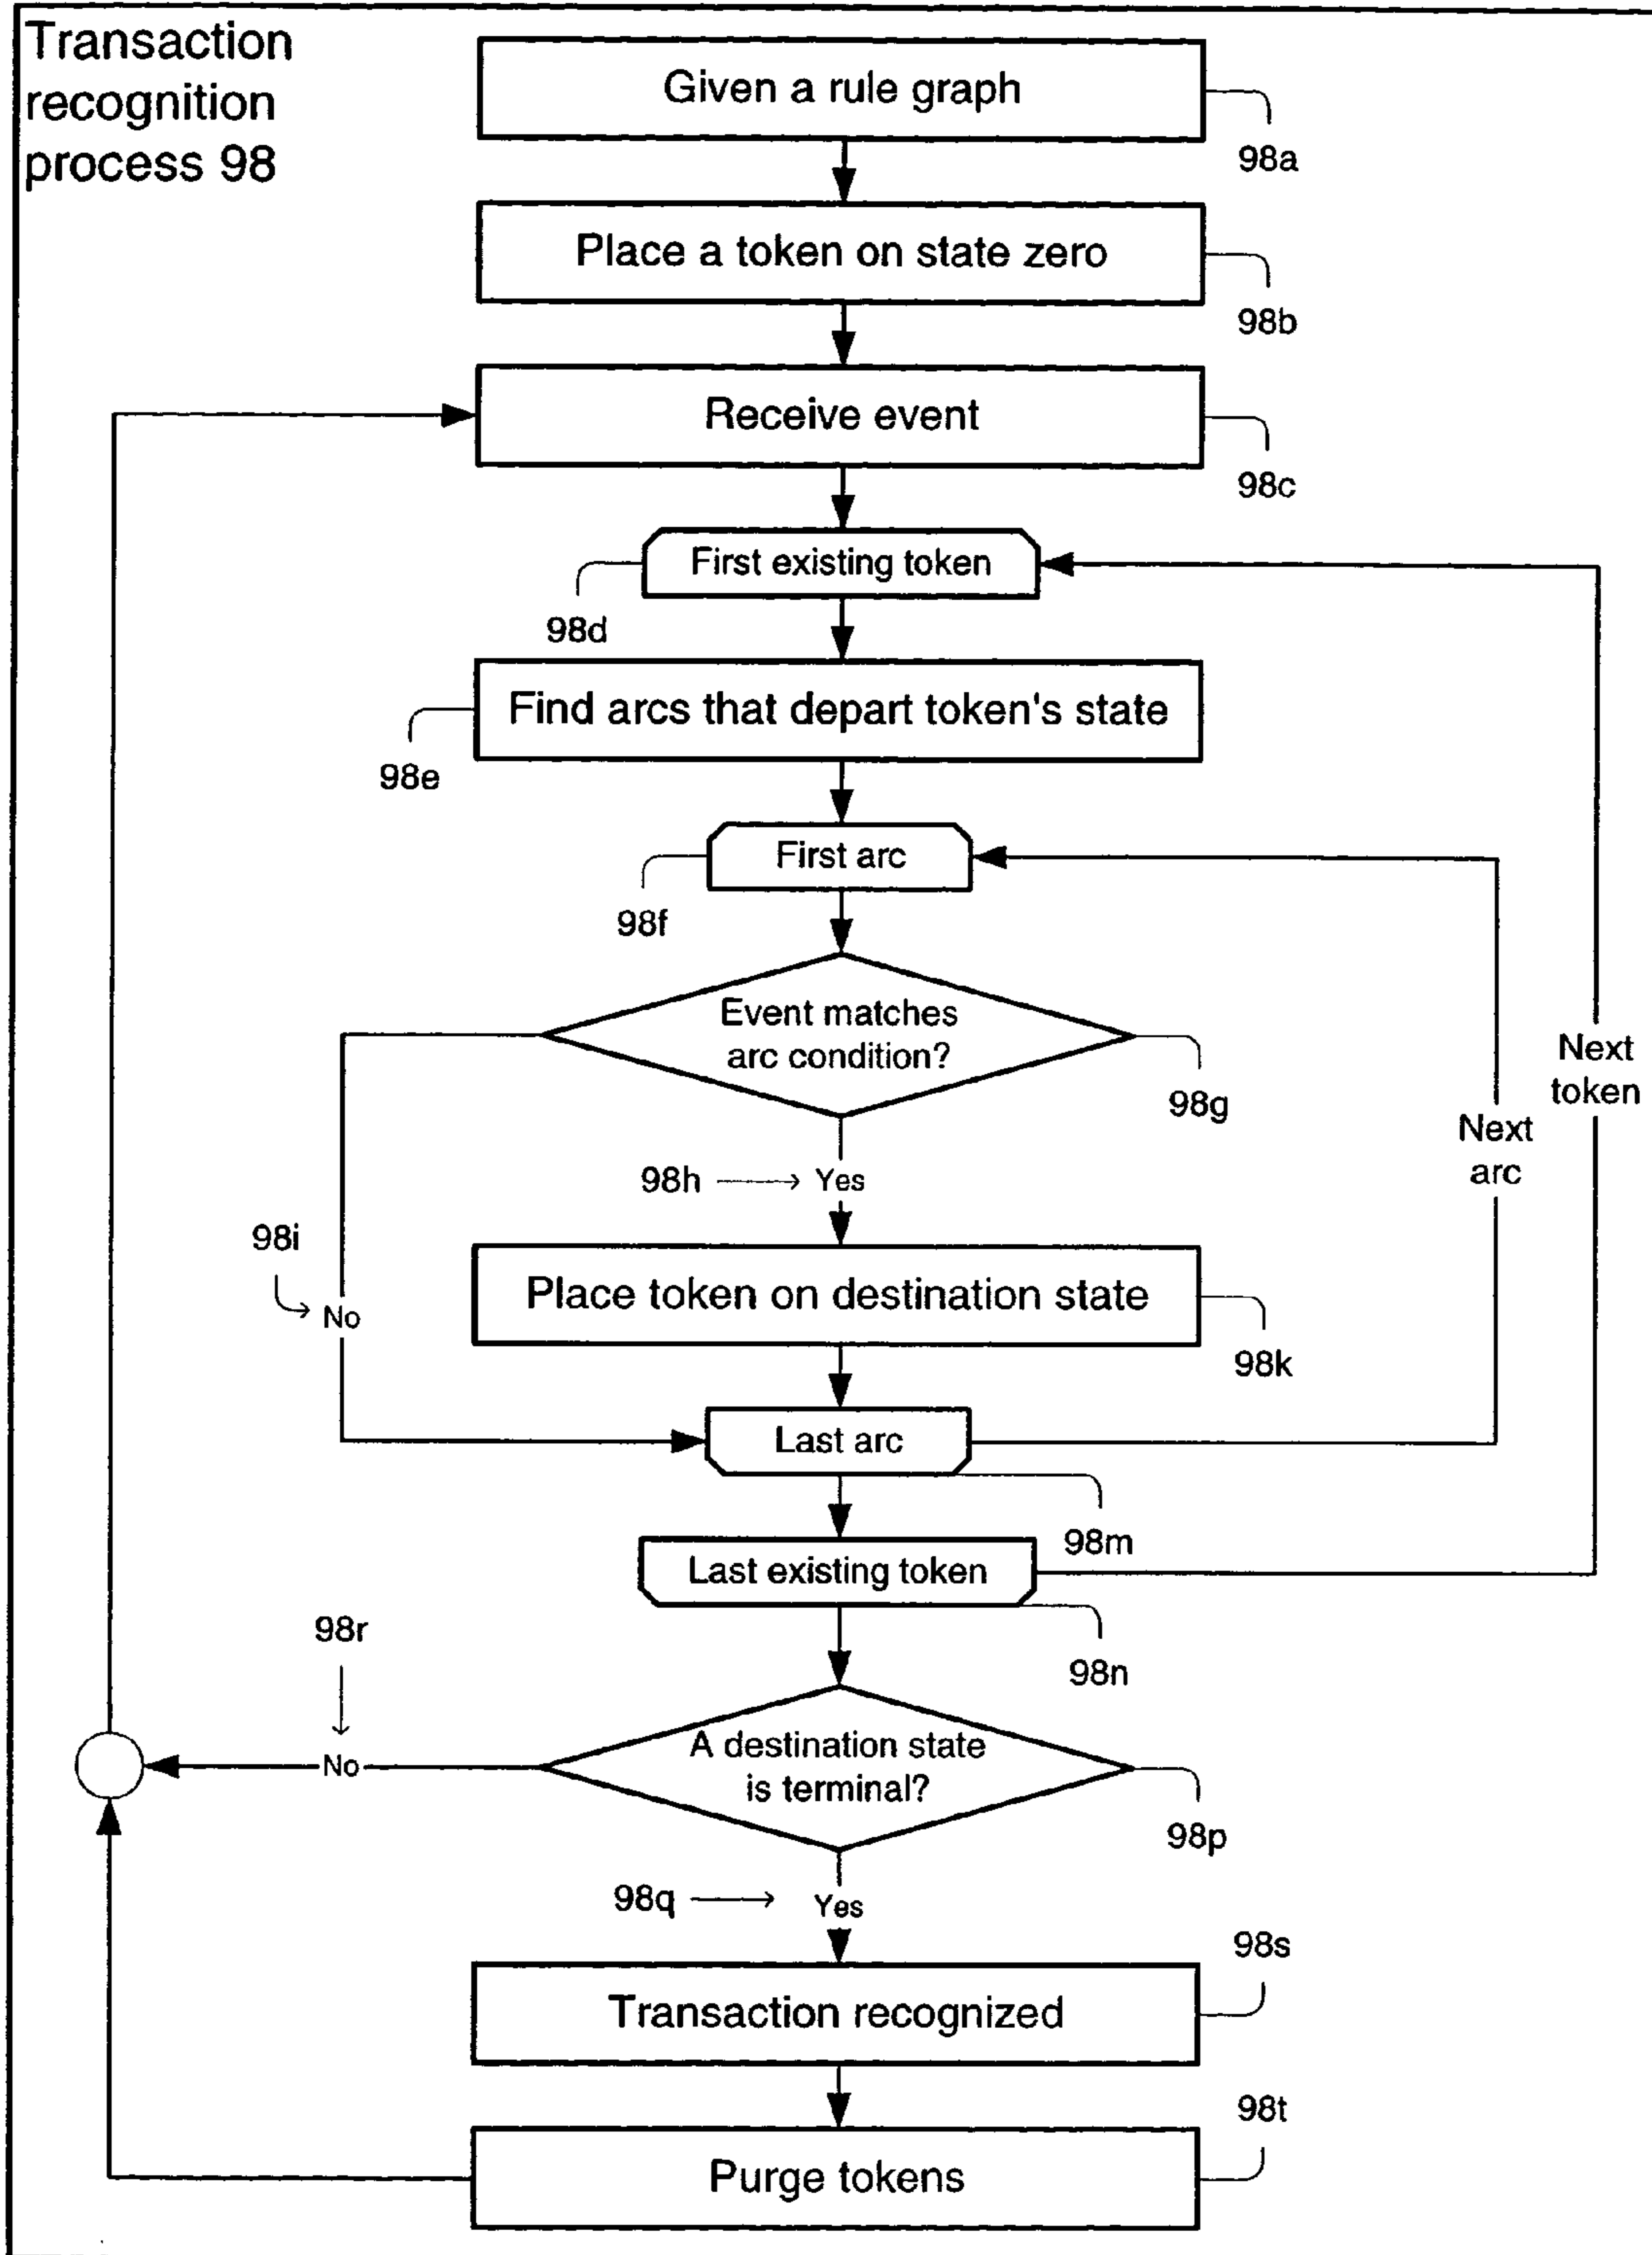 Transaction
recognition
process 98
Given a rule graph
98a
Place a token on state zero
98b
Receive event
98c
First existing token
98d
Find arcs that depart token's state
98e
First arc
98f
Event matches
arc condition?
98g
Next
token
Next
arc
98h
Yes
98i
No
Place token on destination state
98k
Last arc
98m
Last existing token
98n
98r
No
A destination state
is terminal?
98p
98q
Yes
98s
Transaction recognized
98t
Purge tokens